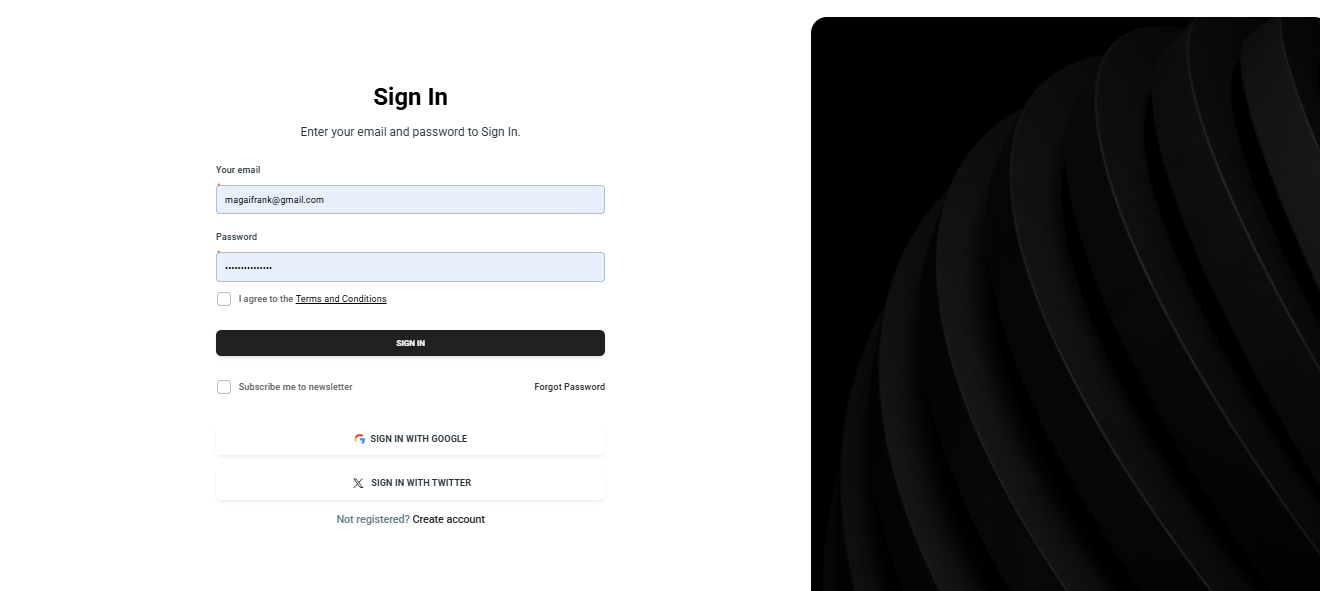 Sign In
Enter your email and password to Sign In.
Your email
*
magaifrank@gmail.com
Password
*
•••••••••••••••
I agree to the Terms and Conditions
SIGN IN
Subscribe me to newsletter Forgot Password
SIGN IN WITH GOOGLE
SIGN IN WITH TWITTER
Not registered? Create account